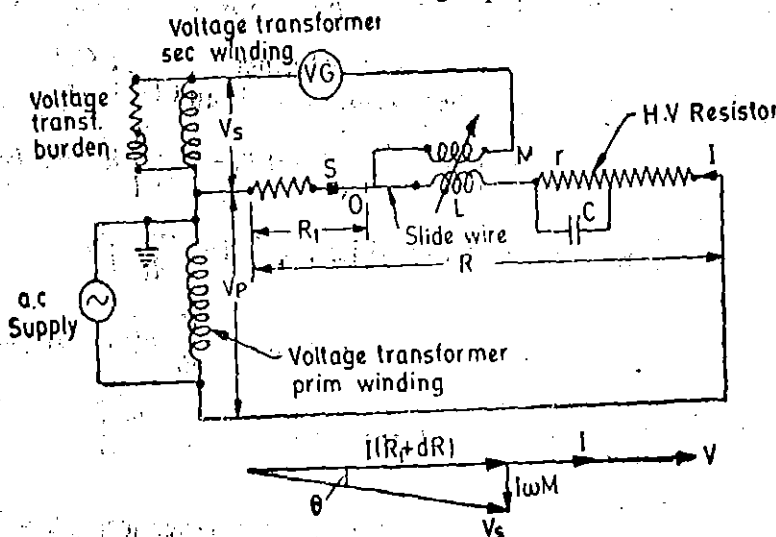 Voltage transformer
sec winding
VG
Voltage
transf.
burden
Vs
S
O
M
r
H.V Resistor
I
L
C
R1
Slide wire
R
a.c
Supply
Vp
Voltage transformer
prim winding
I(R1+dR)
I
V
θ
IωM
Vs